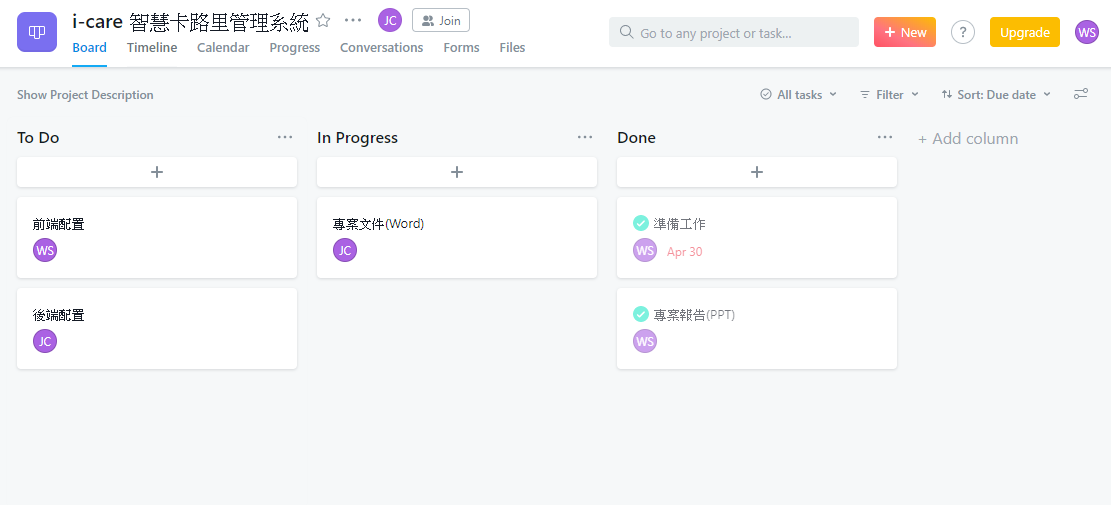 i-care 智慧卡路里管理系統
JC
Join
Board Timeline Calendar Progress Conversations Forms Files
Go to any project or task...
+ New
?
Upgrade
WS
Show Project Description
All tasks
Filter
Sort: Due date
To Do
+
前端配置
WS
後端配置
JC
In Progress
+
專案文件(Word)
JC
Done
+
準備工作
WS Apr 30
專案報告(PPT)
WS
+ Add column